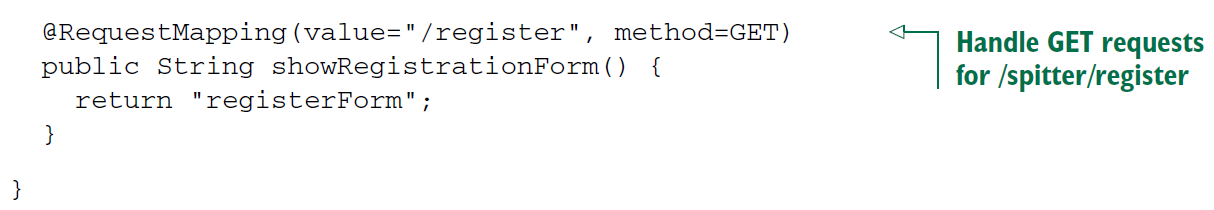 @RequestMapping(value="/register", method=GET)
public String showRegistrationForm() {
return "registerForm";
}
}
Handle GET requests
for /spitter/register